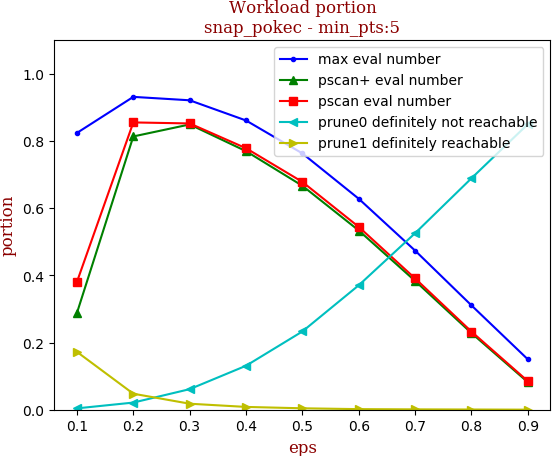 Workload portion
snap_pokec - min_pts:5
max eval number
pscan+ eval number
pscan eval number
prune0 definitely not reachable
prune1 definitely reachable
portion
1.0
0.8
0.6
0.4
0.2
0.0
0.1 0.2 0.3 0.4 0.5 0.6 0.7 0.8 0.9
eps